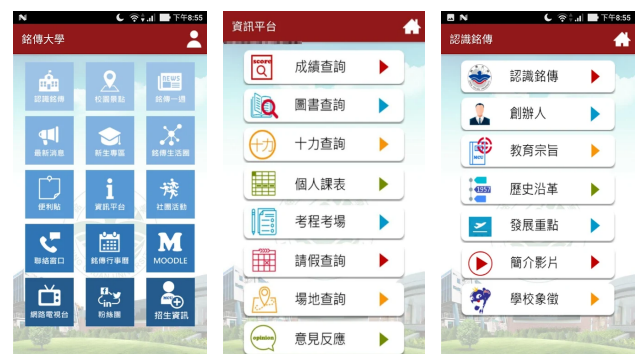 下午8:55
銘傳大學
認識銘傳
校園景點
NEWS
銘傳一週
最新消息
新生專區
銘傳生活圈
便利貼
資訊平台
社團活動
聯絡窗口
銘傳行事曆
M
MOODLE
網路電視台
粉絲團
招生資訊
資訊平台
score
成績查詢
圖書查詢
十力
十力查詢
個人課表
考程考場
請假查詢
場地查詢
opinion
意見反應
下午8:55
認識銘傳
認識銘傳
創辦人
MCU
教育宗旨
1957
歷史沿革
發展重點
簡介影片
學校象徵